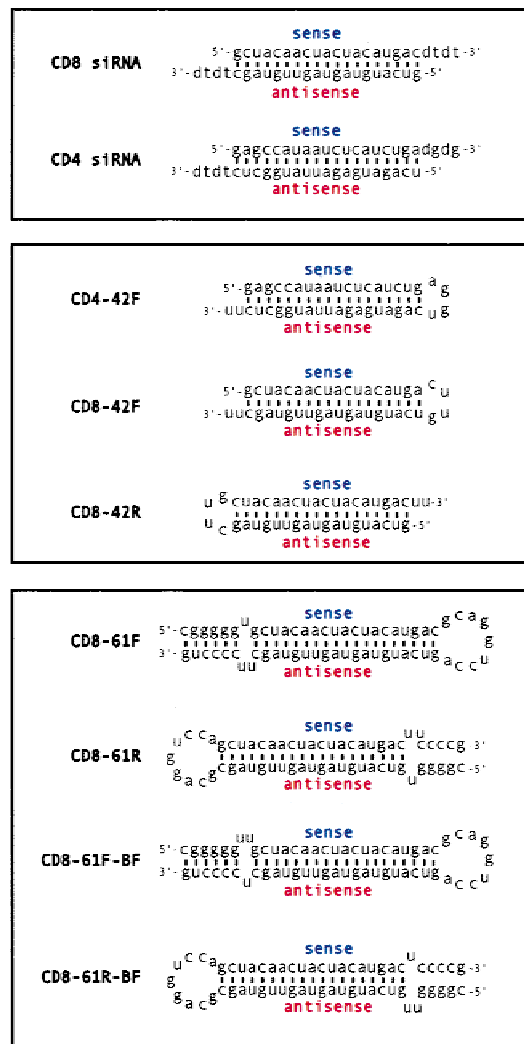 sense
CD8 siRNA
5'-gcuacaacuacuacaugacdtdt-3'
3'-dtdtcgauguugaugauguacug-5'
antisense
sense
CD4 siRNA
5'-gagccauaaucucaucugadgdg-3'
3'-dtdtcucgguauuagaguagacu-5'
antisense
sense
CD4-42F
5'-gagccauaaucucaucug a g
3'-uucucgguauuagaguagac u g
antisense
sense
CD8-42F
5'-gcuacaacuacuacauga c u
3'-uucgauguugaugauguacu g u
antisense
sense
CD8-42R
u g cuacaacuacuacaugacuu-3'
u c gauguugaugauguacug-5'
antisense
sense
CD8-61F
5'-cggggg u gcuacaacuacuacaugac g c a g g
3'-gucccc uu cgauguugaugauguacug a c c u
antisense
sense
CD8-61R
g u c c a gcuacaacuacuacaugac uu ccccg 3'
g a c g cgauguugaugauguacug u ggggc-5'
antisense
sense
CD8-61F-BF
5'-cggggg uu gcuacaacuacuacaugac g c a g g
3'-gucccc u cgauguugaugauguacug a c c u
antisense
sense
CD8-61R-BF
g u c c a gcuacaacuacuacaugac u ccccg-3'
g a c g cgauguugaugauguacug uu ggggc-5'
antisense